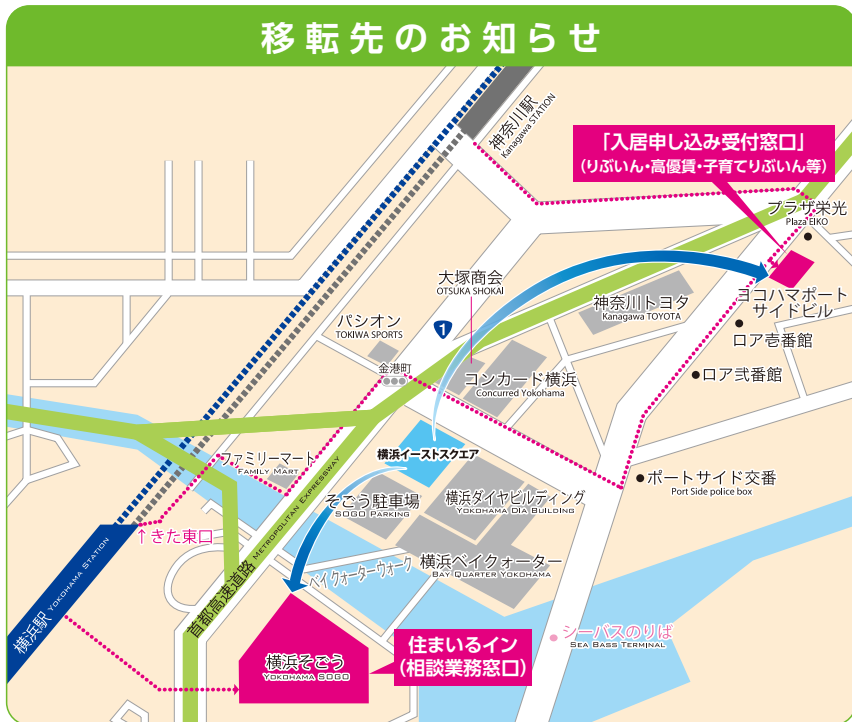 移転先のお知らせ
神奈川駅
Kanagawa STATION
「入居申し込み受付窓口」
(りぶいん・高優賃・子育てりぶいん等)
プラザ栄光
Plaza EIKO
大塚商会
OTSUKA SHOKAI
神奈川トヨタ
Kanagawa TOYOTA
ヨコハマポート
サイドビル
パシオン
TOKIWA SPORTS
1
ロア壱番館
金港町
コンカード横浜
Concurred Yokohama
ロア弐番館
ファミリーマート
FAMILY MART
横浜イーストスクエア
ポートサイド交番
Port Side police box
そごう駐車場
SOGO PARKING
横浜ダイヤビルディング
YOKOHAMA DIA BUILDING
↑きた東口
首都高速道路 METROPOLITAN EXPRESSWAY
ベイクォーターウォーク
横浜ベイクォーター
BAY QUARTER YOKOHAMA
横浜駅 YOKOHAMA STATION
シーバスのりば
SEA BASS TERMINAL
横浜そごう
YOKOHAMA SOGO
住まいるイン
(相談業務窓口)